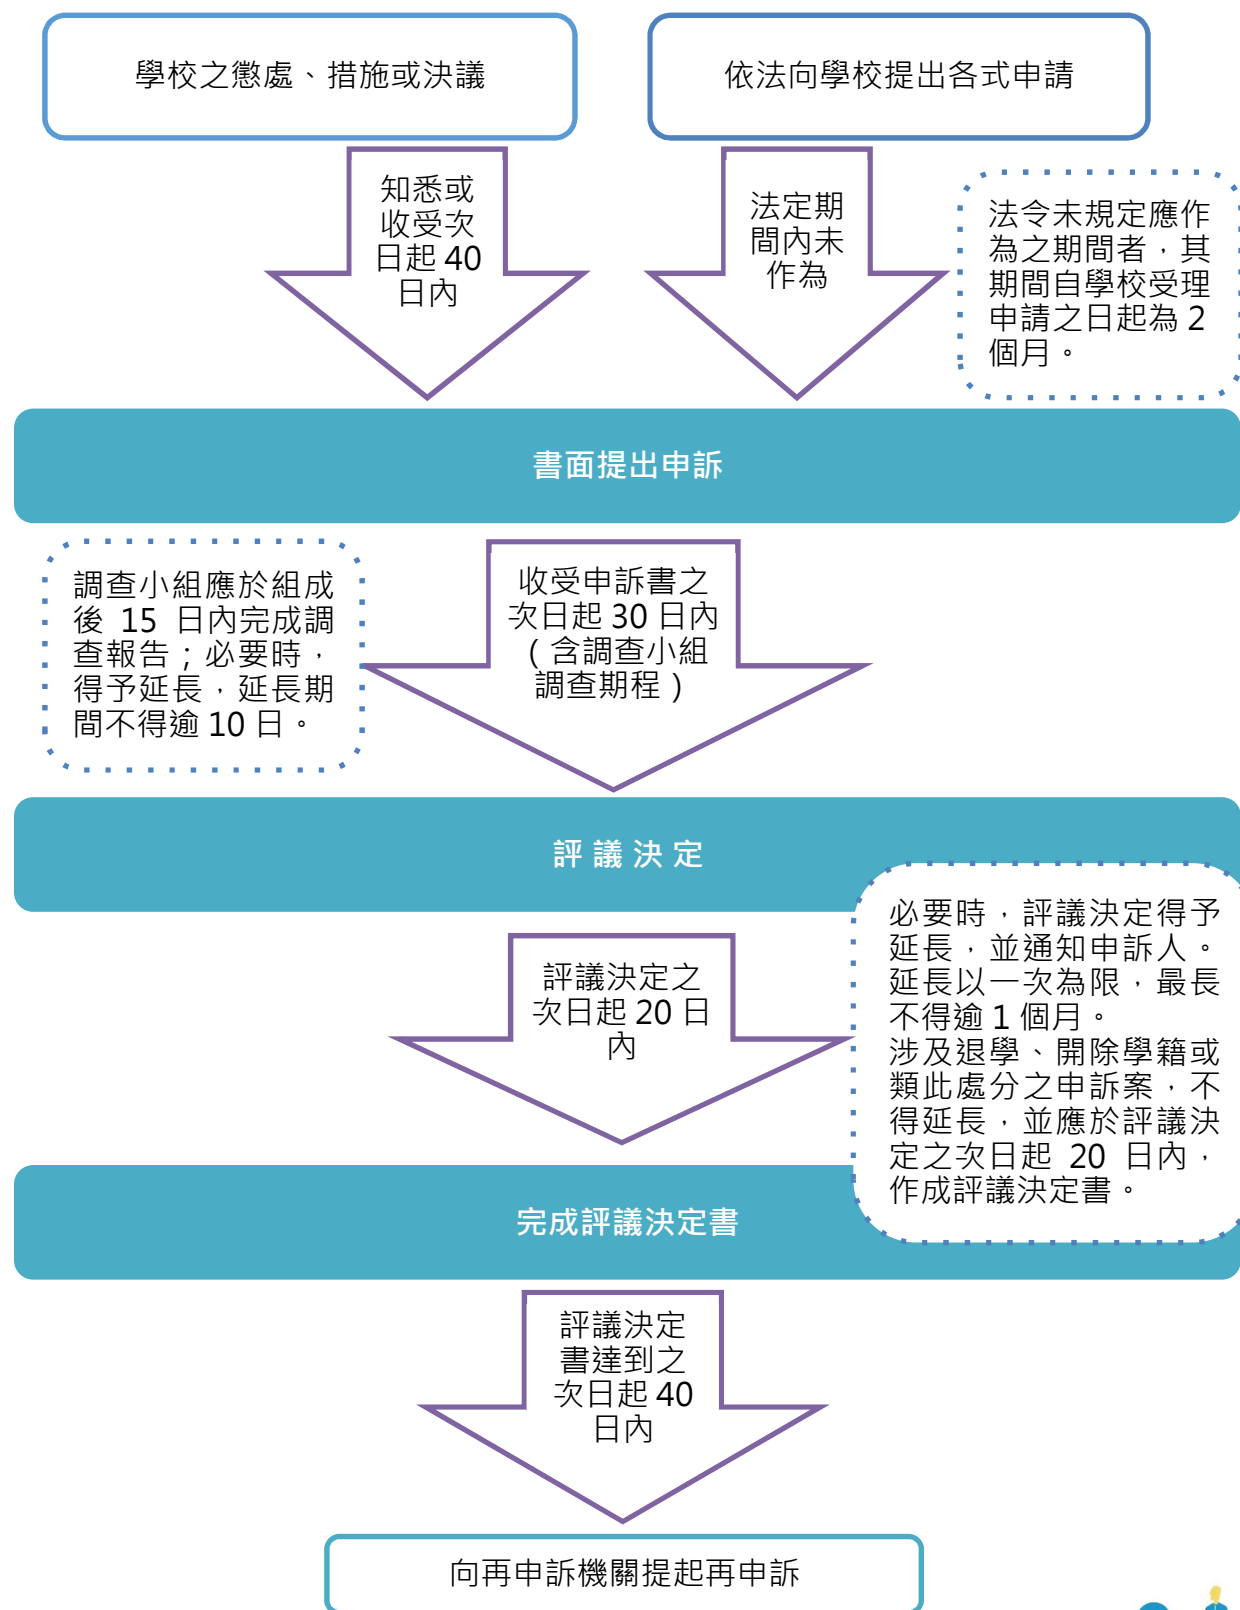 學校之懲處、措施或決議
依法向學校提出各式申請
知悉或
收受次
日起 40
日內
法定期
間內未
作為
法令未規定應作
為之期間者，其
期間自學校受理
申請之日起為 2
個月。
書面提出申訴
調查小組應於組成
後 15 日內完成調
查報告；必要時，
得予延長，延長期
間不得逾 10 日。
收受申訴書之
次日起 30 日內
（含調查小組
調查期程）
評 議 決 定
必要時，評議決定得予
延長，並通知申訴人。
延長以一次為限，最長
不得逾 1 個月。
涉及退學、開除學籍或
類此處分之申訴案，不
得延長，並應於評議決
定之次日起 20 日內，
作成評議決定書。
評議決定之
次日起 20 日
內
完成評議決定書
評議決定
書達到之
次日起 40
日內
向再申訴機關提起再申訴